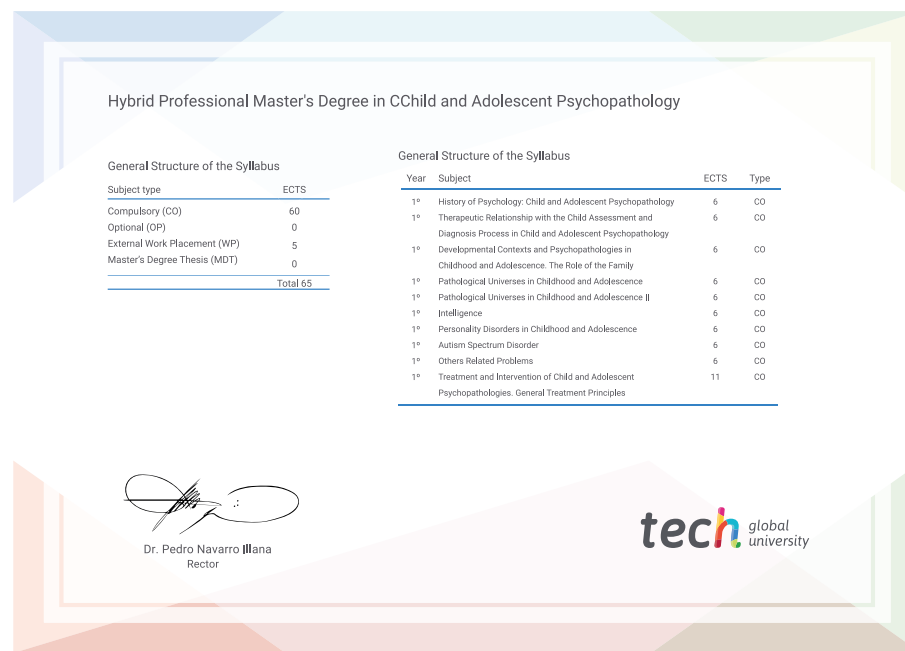 Hybrid Professional Master's Degree in CChild and Adolescent Psychopathology
General Structure of the Syllabus
Subject type ECTS
Compulsory (CO) 60
Optional (OP) 0
External Work Placement (WP) 5
Master's Degree Thesis (MDT) 0
Total 65
General Structure of the Syllabus
Year Subject ECTS Type
1º History of Psychology: Child and Adolescent Psychopathology 6 CO
1º Therapeutic Relationship with the Child Assessment and 6 CO
Diagnosis Process in Child and Adolescent Psychopathology
1º Developmental Contexts and Psychopathologies in 6 CO
Childhood and Adolescence. The Role of the Family
1º Pathological Universes in Childhood and Adolescence 6 CO
1º Pathological Universes in Childhood and Adolescence II 6 CO
1º Intelligence 6 CO
1º Personality Disorders in Childhood and Adolescence 6 CO
1º Autism Spectrum Disorder 6 CO
1º Others Related Problems 6 CO
1º Treatment and Intervention of Child and Adolescent 11 CO
Psychopathologies. General Treatment Principles
Dr. Pedro Navarro Illana
Rector
tech global
university